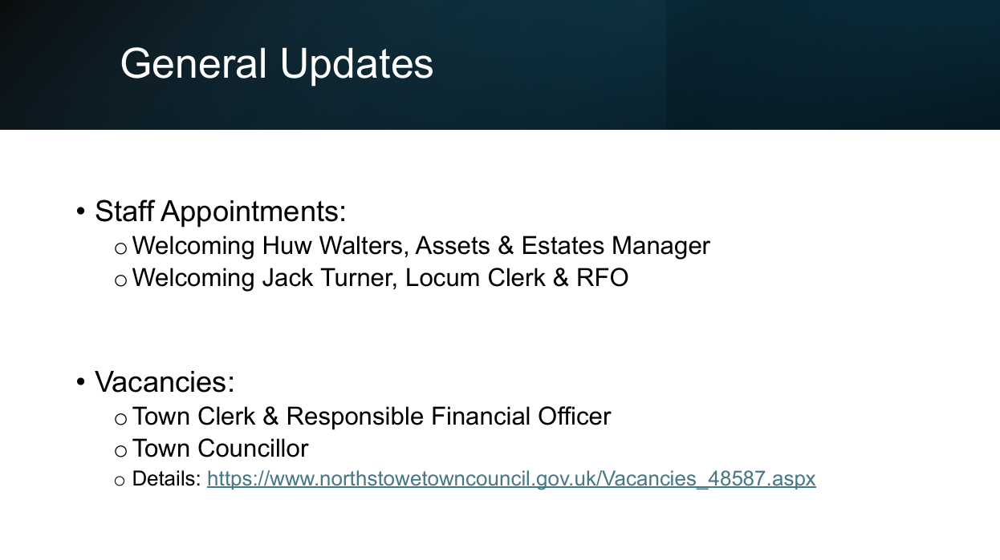 General Updates
• Staff Appointments:
o Welcoming Huw Walters, Assets & Estates Manager
o Welcoming Jack Turner, Locum Clerk & RFO
• Vacancies:
o Town Clerk & Responsible Financial Officer
o Town Councillor
o Details: https://www.northstowetowncouncil.gov.uk/Vacancies_48587.aspx